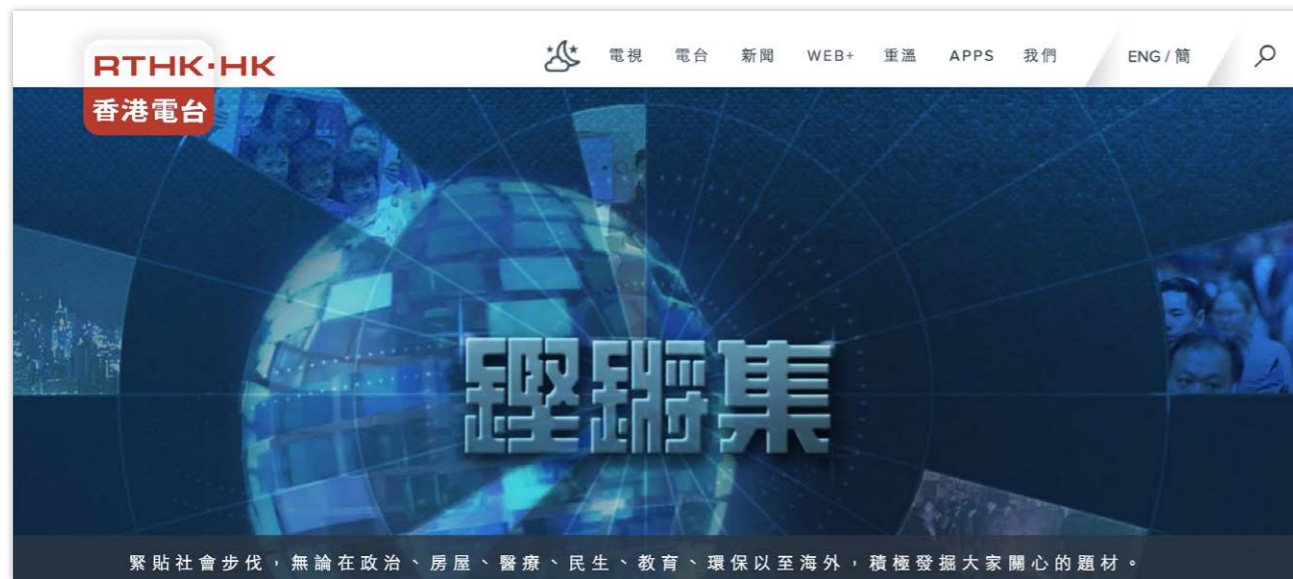 RTHK·HK
香港電台
電視 電台 新聞 WEB+ 重溫 APPS 我們 ENG / 簡
鏗鏘集
緊貼社會步伐，無論在政治、房屋、醫療、民生、教育、環保以至海外，積極發掘大家關心的題材。